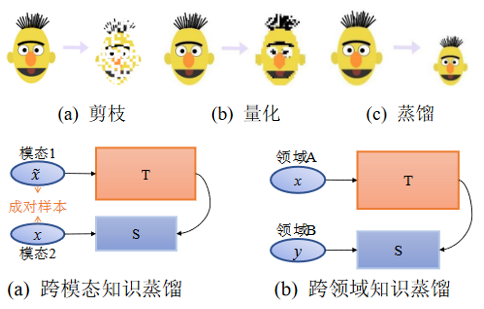 (a) 剪枝 (b) 量化 (c) 蒸馏
模态1
x̃
T
成对样本
x
S
模态2
(a) 跨模态知识蒸馏
领域A
x
T
领域B
y
S
(b) 跨领域知识蒸馏